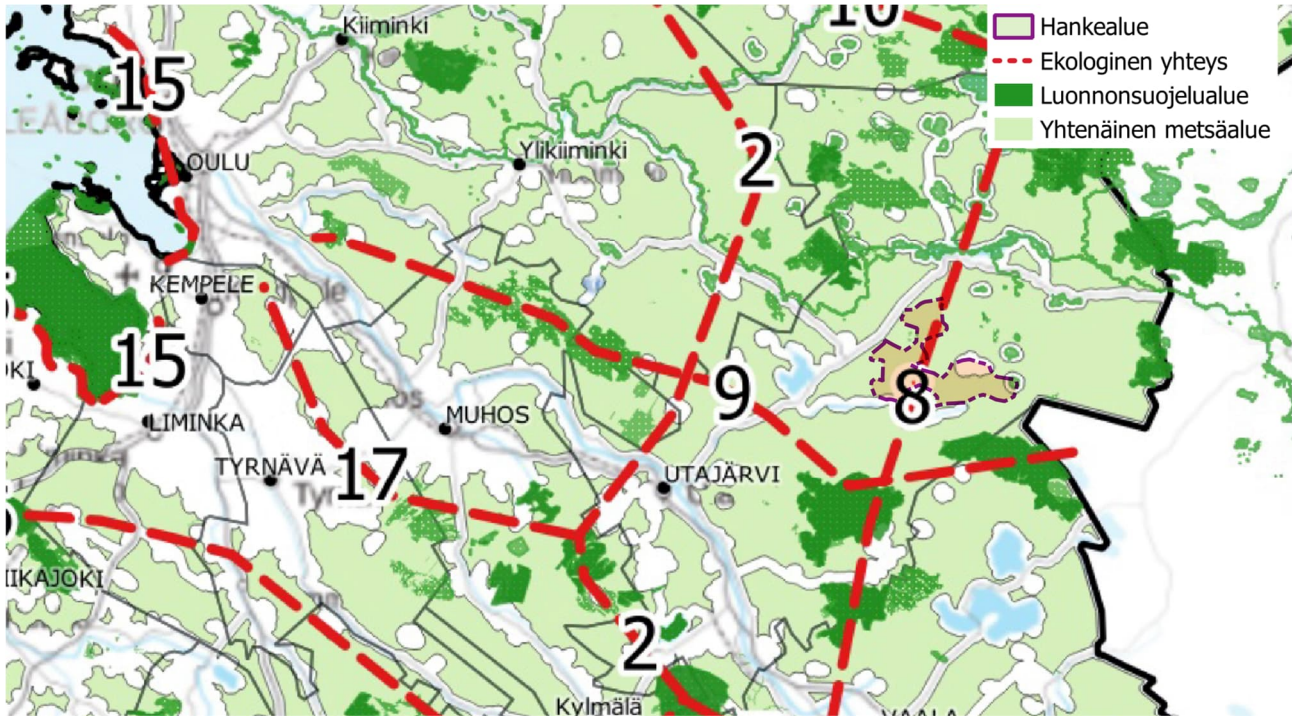 Kiiminki
10
Hankealue
Ekologinen yhteys
Luonnonsuojelualue
Yhtenäinen metsäalue
15
OULU
Ylikiiminki
2
KEMPELE
15
8
9
LIMINKA
MUHOS
TYRNÄVÄ
17
UTAJÄRVI
IIKAJOKI
2
Kylmälä
VAALA